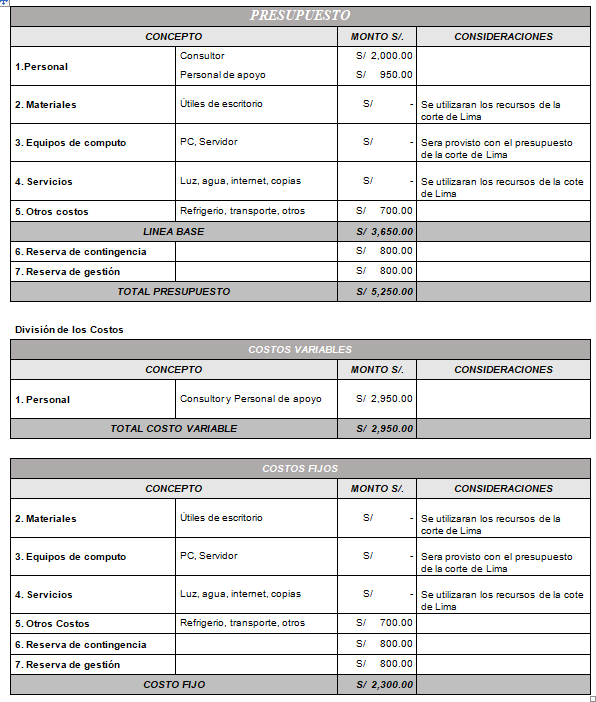 PRESUPUESTO
CONCEPTO MONTO S/. CONSIDERACIONES
1.Personal
Consultor S/ 2,000.00
Personal de apoyo S/ 950.00
2. Materiales Útiles de escritorio S/ - Se utilizaran los recursos de la
corte de Lima
3. Equipos de computo PC, Servidor S/ - Sera provisto con el presupuesto
de la corte de Lima
4. Servicios Luz, agua, internet, copias S/ - Se utilizaran los recursos de la cote
de Lima
5. Otros costos Refrigerio, transporte, otros S/ 700.00
LINEA BASE S/ 3,650.00
6. Reserva de contingencia S/ 800.00
7. Reserva de gestión S/ 800.00
TOTAL PRESUPUESTO S/ 5,250.00
División de los Costos
COSTOS VARIABLES
CONCEPTO MONTO S/. CONSIDERACIONES
1. Personal Consultor y Personal de apoyo S/ 2,950.00
TOTAL COSTO VARIABLE S/ 2,950.00
COSTOS FIJOS
CONCEPTO MONTO S/. CONSIDERACIONES
2. Materiales Útiles de escritorio S/ - Se utilizaran los recursos de la
corte de Lima
3. Equipos de computo PC, Servidor S/ - Sera provisto con el presupuesto
de la corte de Lima
4. Servicios Luz, agua, internet, copias S/ - Se utilizaran los recursos de la cote
de Lima
5. Otros Costos Refrigerio, transporte, otros S/ 700.00
6. Reserva de contingencia S/ 800.00
7. Reserva de gestión S/ 800.00
COSTO FIJO S/ 2,300.00